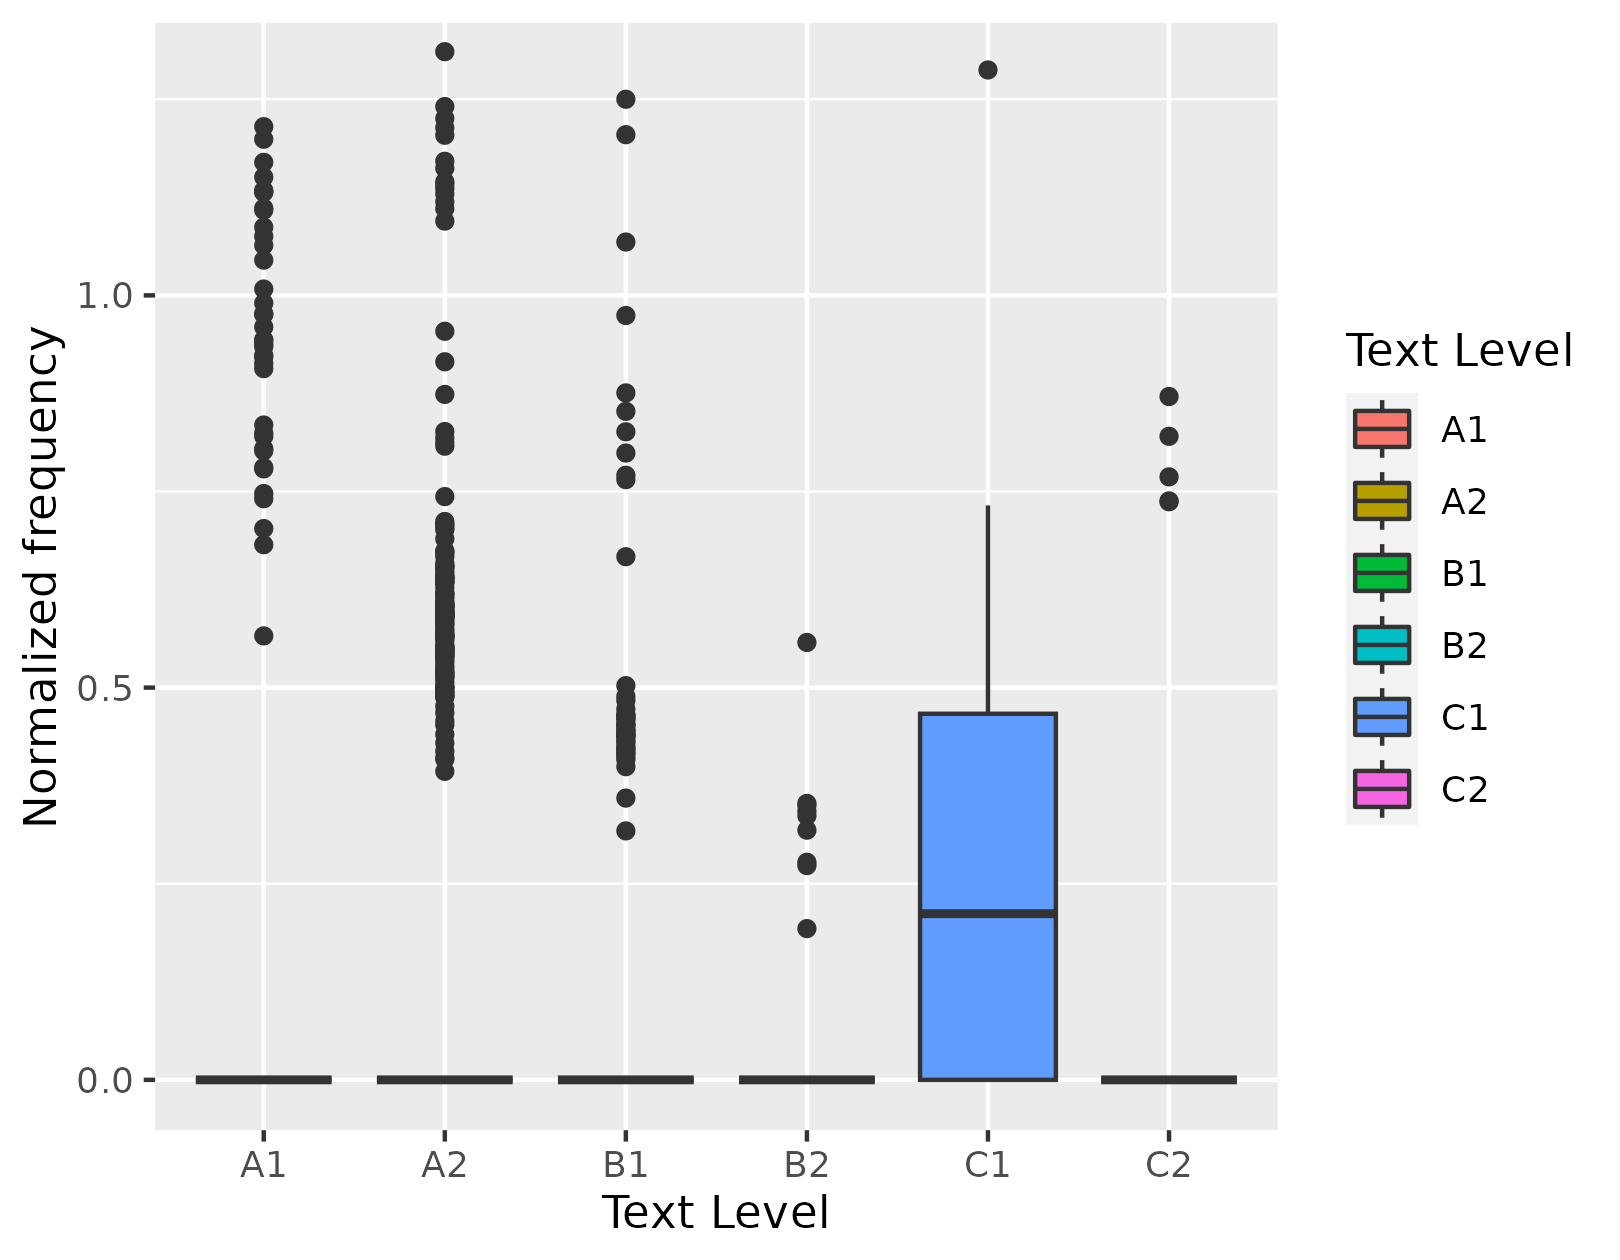 Normalized frequency
1.0
0.5
0.0
A1 A2 B1 B2 C1 C2
Text Level
Text Level
A1
A2
B1
B2
C1
C2